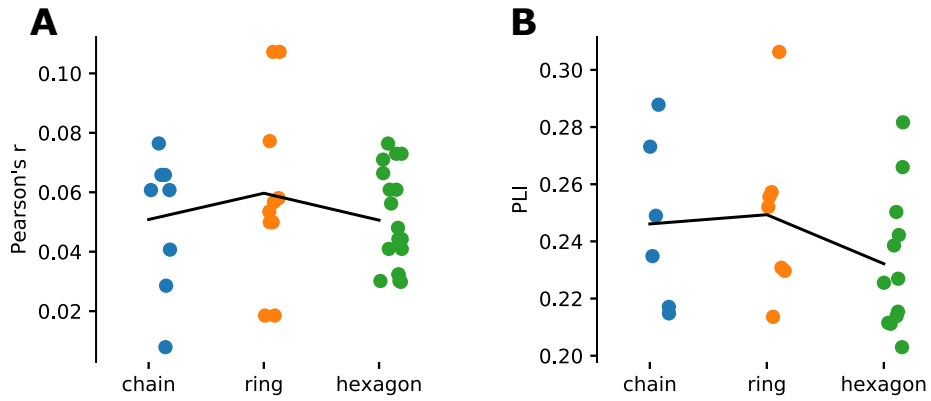 A
Pearson's r
0.10
0.08
0.06
0.04
0.02
chain
ring
hexagon
B
PLI
0.30
0.28
0.26
0.24
0.22
0.20
chain
ring
hexagon